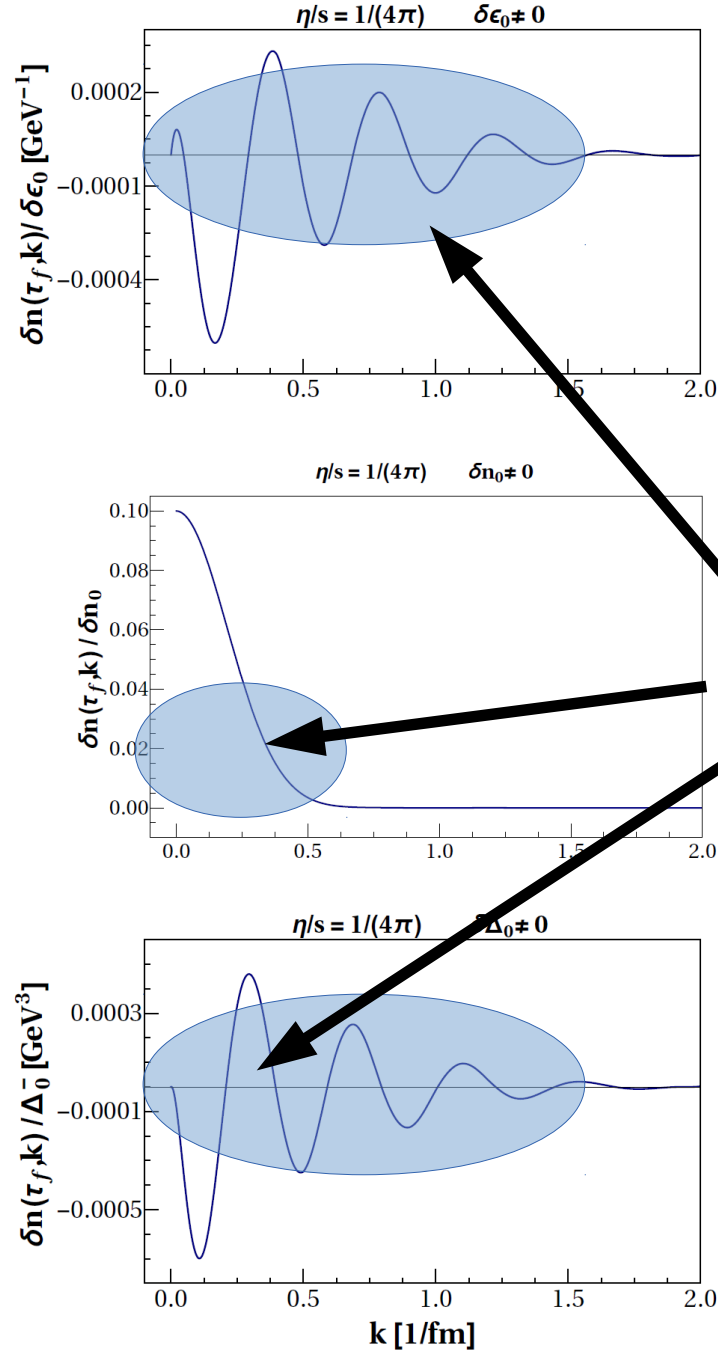 η/s = 1/(4π) δϵ₀≠ 0
δn(τ_f,k)/δϵ₀ [GeV⁻¹]
0.0002
−0.0001
−0.0004
0.0 0.5 1.0 1.5 2.0
η/s = 1/(4π) δn₀≠ 0
δn(τ_f,k)/δn₀
0.10
0.08
0.06
0.04
0.02
0.00
0.0 0.5 1.0 1.5 2.0
η/s = 1/(4π) δΔ₀≠ 0
δn(τ_f,k)/Δ₀⁻ [GeV³]
0.0003
−0.0001
−0.0005
0.0 0.5 1.0 1.5 2.0
k [1/fm]